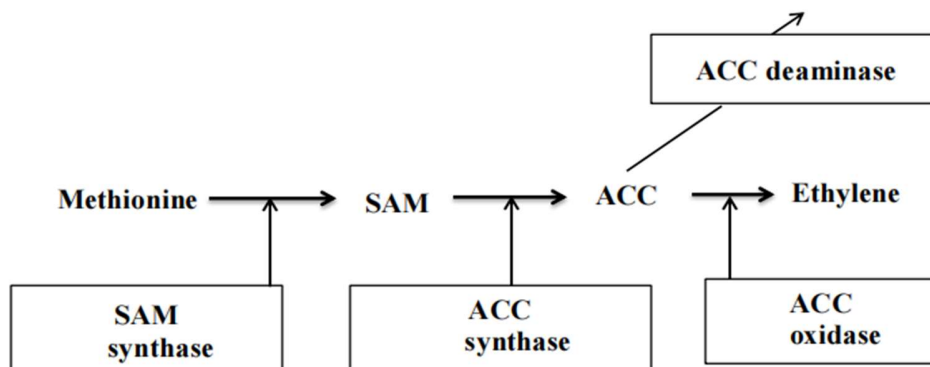 ACC deaminase
Methionine
SAM
ACC
Ethylene
SAM
synthase
ACC
synthase
ACC
oxidase